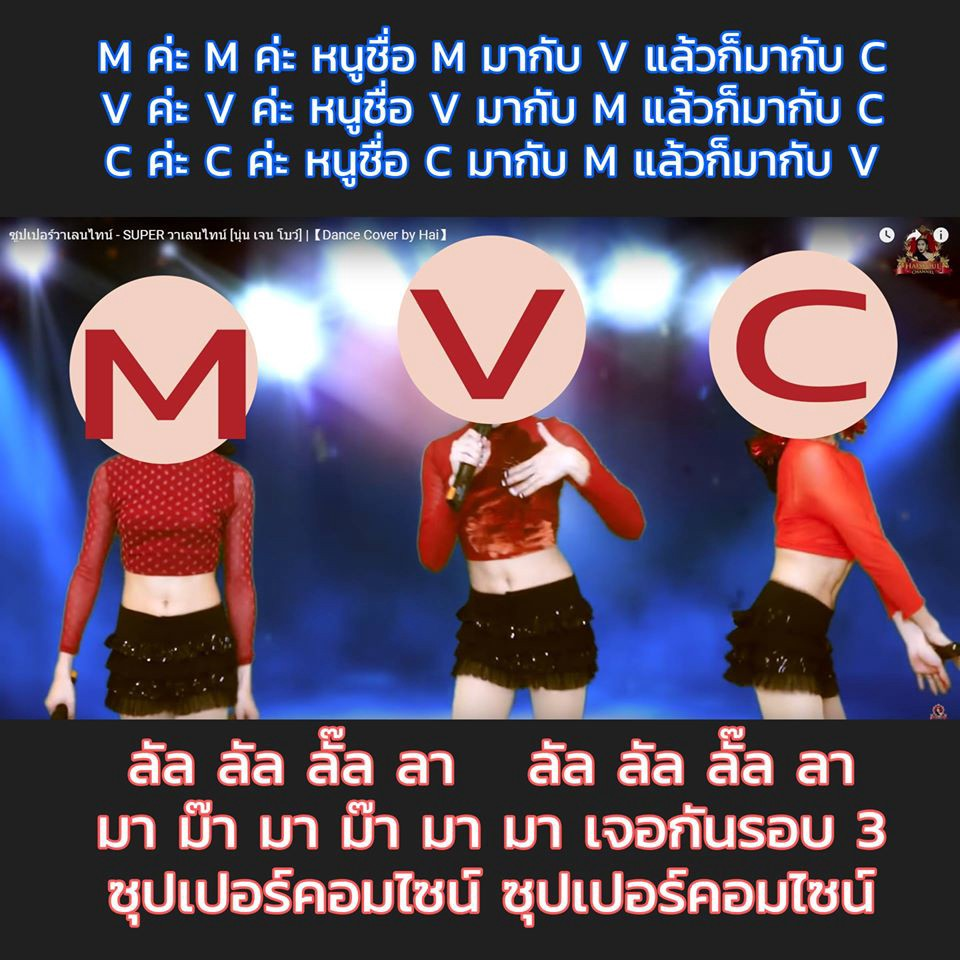 M ค่ะ M ค่ะ หนูชื่อ M มากับ V แล้วก็มากับ C
V ค่ะ V ค่ะ หนูชื่อ V มากับ M แล้วก็มากับ C
C ค่ะ C ค่ะ หนูชื่อ C มากับ M แล้วก็มากับ V
ซุปเปอร์วาเลนไทน์ - SUPER วาเลนไทน์ [นุ่น เจน โบว์] |【Dance Cover by Hai】
M V C
ลัล ลัล ลั๊ล ลา ลัล ลัล ลั๊ล ลา
มา ม๊า มา ม๊า มา มา เจอกันรอบ 3
ซุปเปอร์คอมไซน์ ซุปเปอร์คอมไซน์